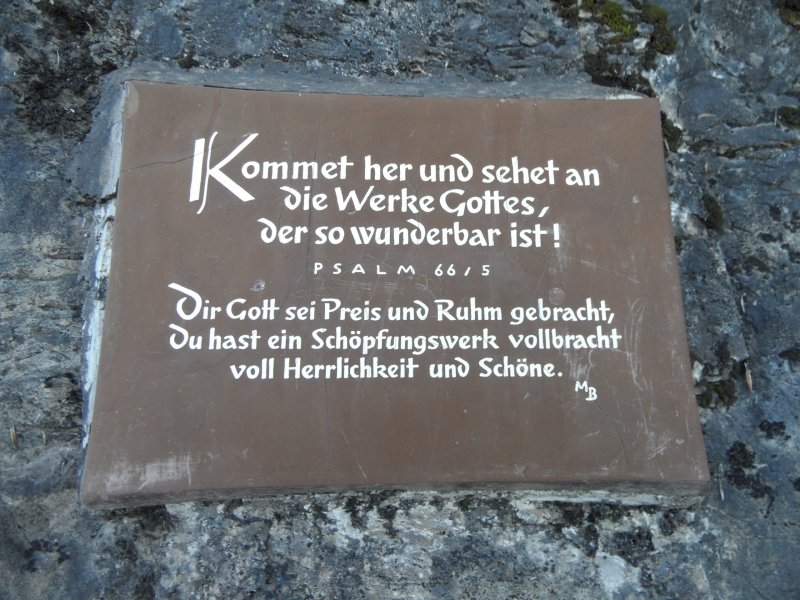 Kommet her und sehet an
die Werke Gottes,
der so wunderbar ist!
PSALM 66/5
Dir Gott sei Preis und Ruhm gebracht,
Du hast ein Schöpfungswerk vollbracht
voll Herrlichkeit und Schöne.
MB